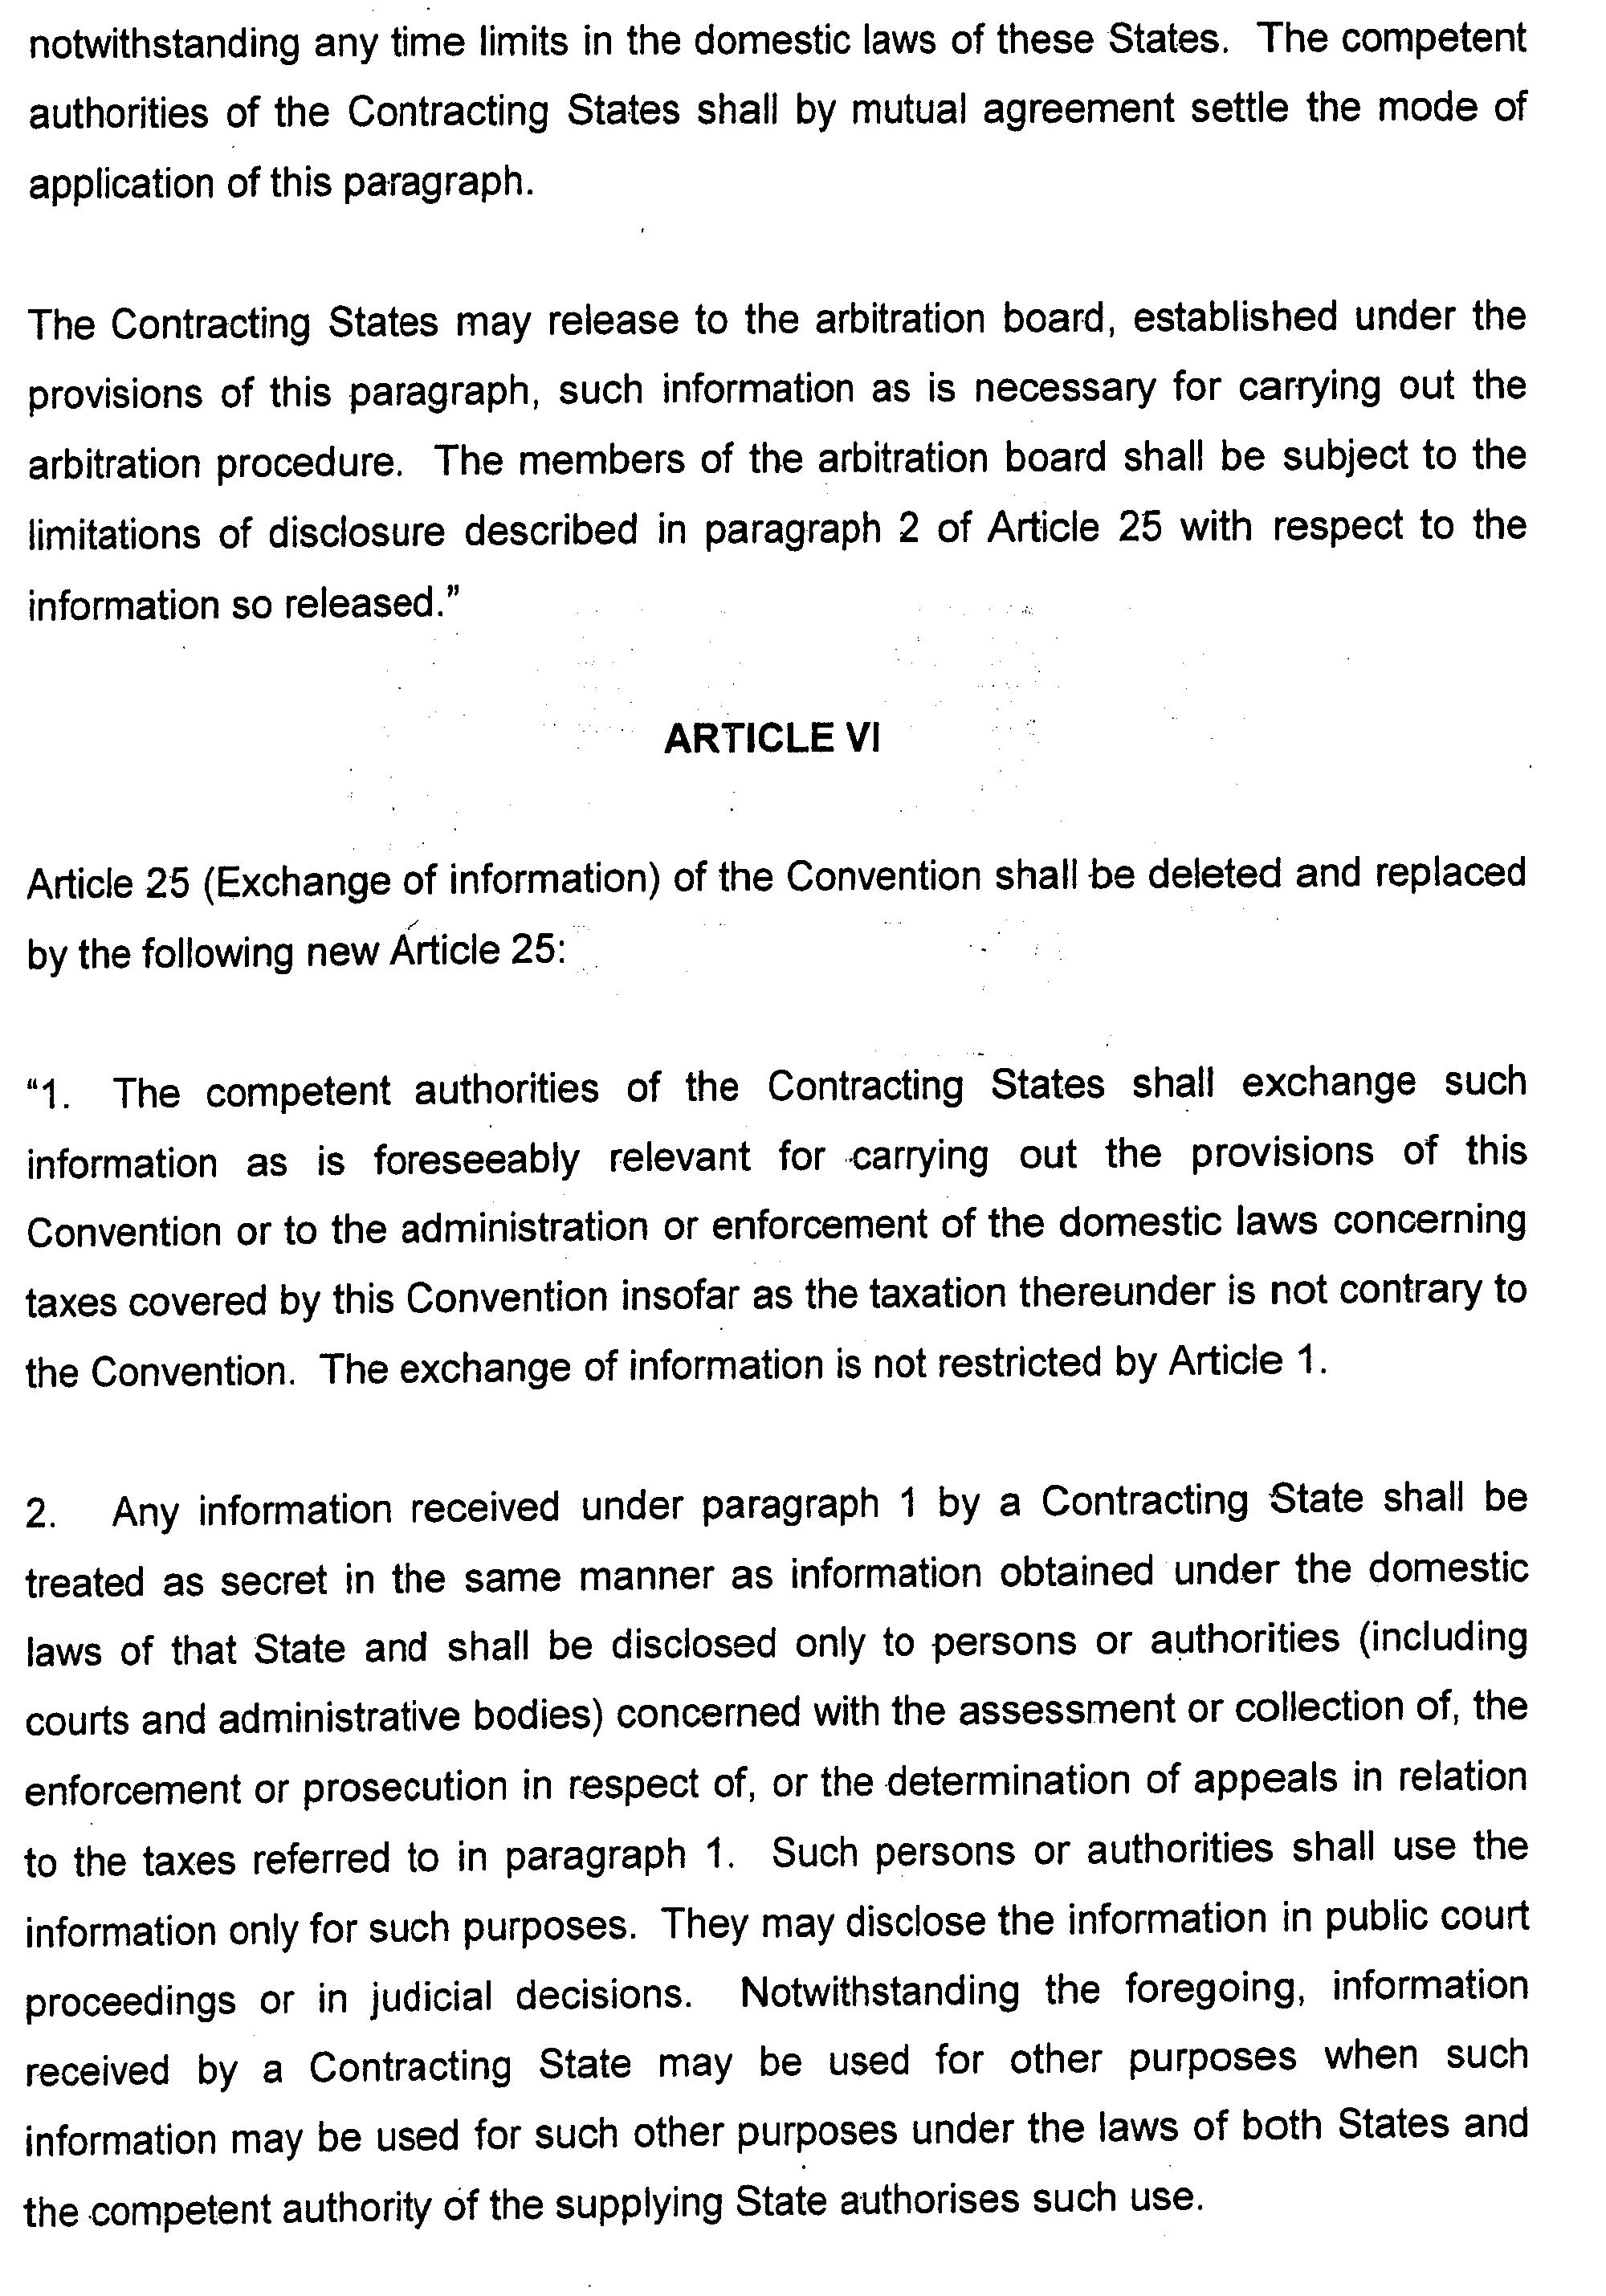 notwithstanding any time limits in the domestic laws of these States. The competent
authorities of the Contracting States shall by mutual agreement settle the mode of
application of this paragraph.
The Contracting States may release to the arbitration board, established under the
provisions of this paragraph, such information as is necessary for carrying out the
arbitration procedure. The members of the arbitration board shall be subject to the
limitations of disclosure described in paragraph 2 of Article 25 with respect to the
information so released.”
ARTICLE VI
Article 25 (Exchange of information) of the Convention shall be deleted and replaced
by the following new Article 25:
“1. The competent authorities of the Contracting States shall exchange such
information as is foreseeably relevant for carrying out the provisions of this
Convention or to the administration or enforcement of the domestic laws concerning
taxes covered by this Convention insofar as the taxation thereunder is not contrary to
the Convention. The exchange of information is not restricted by Article 1.
2. Any information received under paragraph 1 by a Contracting State shall be
treated as secret in the same manner as information obtained under the domestic
laws of that State and shall be disclosed only to persons or authorities (including
courts and administrative bodies) concerned with the assessment or collection of, the
enforcement or prosecution in respect of, or the determination of appeals in relation
to the taxes referred to in paragraph 1. Such persons or authorities shall use the
information only for such purposes. They may disclose the information in public court
proceedings or in judicial decisions. Notwithstanding the foregoing, information
received by a Contracting State may be used for other purposes when such
information may be used for such other purposes under the laws of both States and
the competent authority of the supplying State authorises such use.